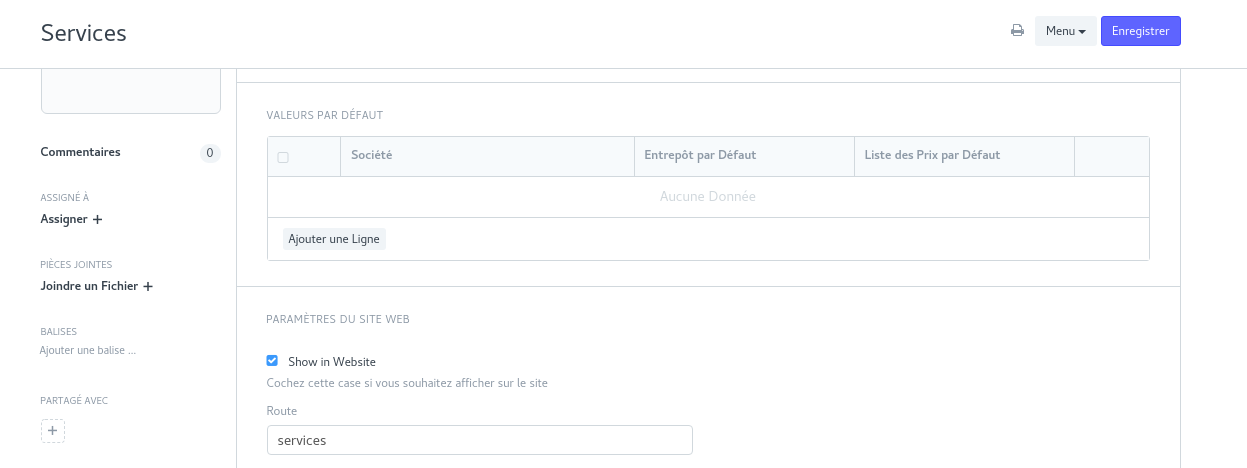 Services
Menu
Enregistrer
Commentaires 0
ASSIGNÉ À
Assigner +
PIÈCES JOINTES
Joindre un Fichier +
BALISES
Ajouter une balise ...
PARTAGÉ AVEC
+
VALEURS PAR DÉFAUT
Société Entrepôt par Défaut Liste des Prix par Défaut
Aucune Donnée
Ajouter une Ligne
PARAMÈTRES DU SITE WEB
Show in Website
Cochez cette case si vous souhaitez afficher sur le site
Route
services